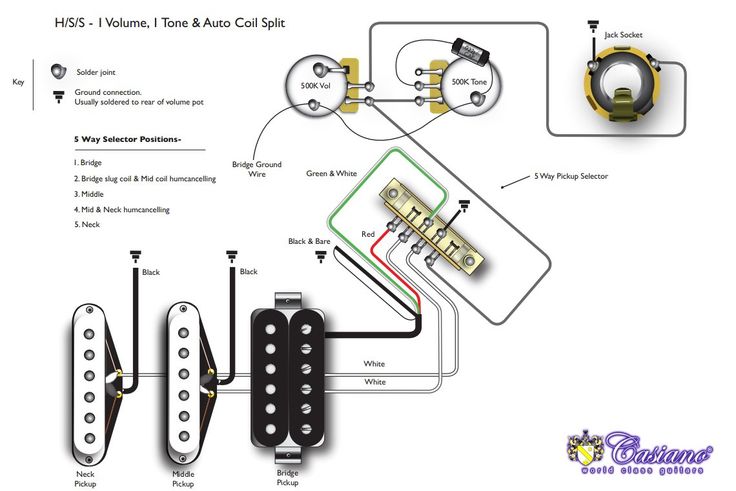 H/S/S - 1 Volume, 1 Tone & Auto Coil Split
Key
Solder joint
Ground connection.
Usually soldered to rear of volume pot
5 Way Selector Positions-
1. Bridge
2. Bridge slug coil & Mid coil humcancelling
3. Middle
4. Mid & Neck humcancelling
5. Neck
500K Vol
500K Tone
Jack Socket
Bridge Ground
Wire
Green & White
5 Way Pickup Selector
Red
Black & Bare
Black
Black
White
White
Neck
Pickup
Middle
Pickup
Bridge
Pickup
Casiano
world class guitars